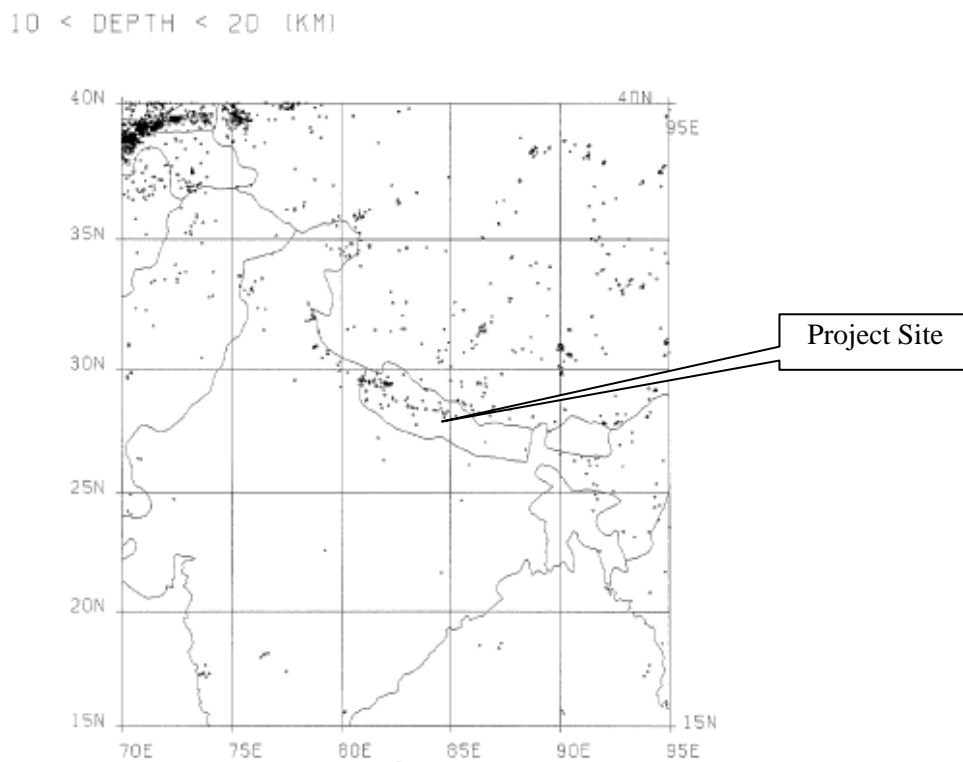 10 < DEPTH < 20 (KM)
40N 40N
95E
35N
Project Site
30N
25N
20N
15N 15N
70E 75E 80E 85E 90E 95E